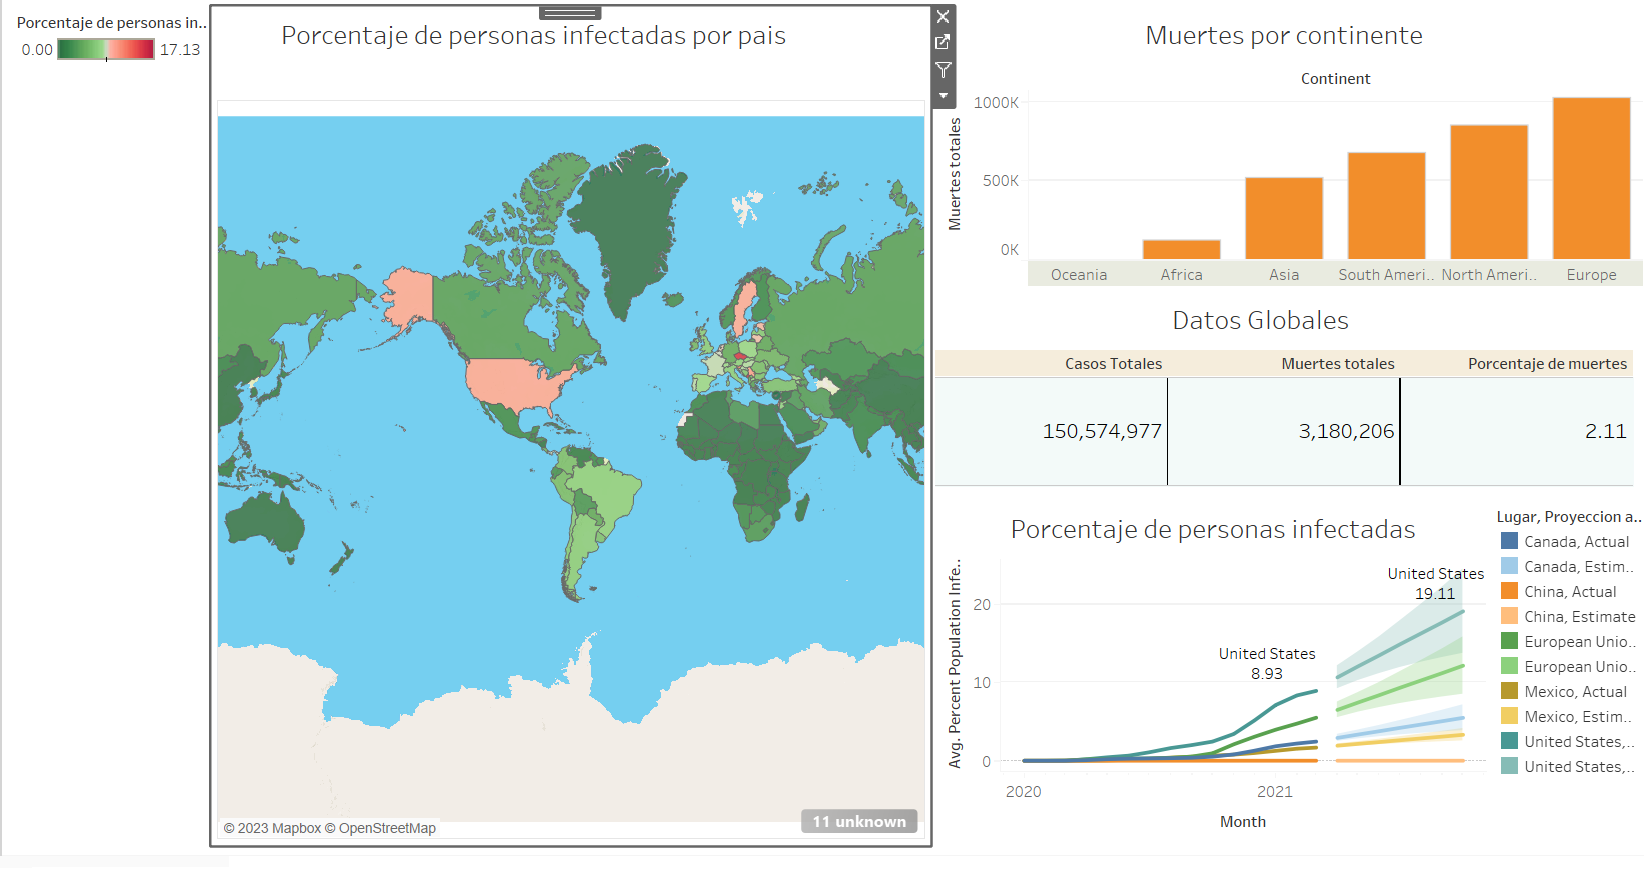 Porcentaje de personas in..
0.00 17.13
Porcentaje de personas infectadas por pais
© 2023 Mapbox © OpenStreetMap
11 unknown
Muertes por continente
Continent
Muertes totales
1000K
500K
0K
Oceania Africa Asia South Ameri.. North Ameri.. Europe
Datos Globales
Casos Totales Muertes totales Porcentaje de muertes
150,574,977 3,180,206 2.11
Porcentaje de personas infectadas
Avg. Percent Population Infe..
20
10
0
United States
8.93
United States
19.11
2020 2021
Month
Lugar, Proyeccion a..
Canada, Actual
Canada, Estim..
China, Actual
China, Estimate
European Unio..
European Unio..
Mexico, Actual
Mexico, Estim..
United States,..
United States,..